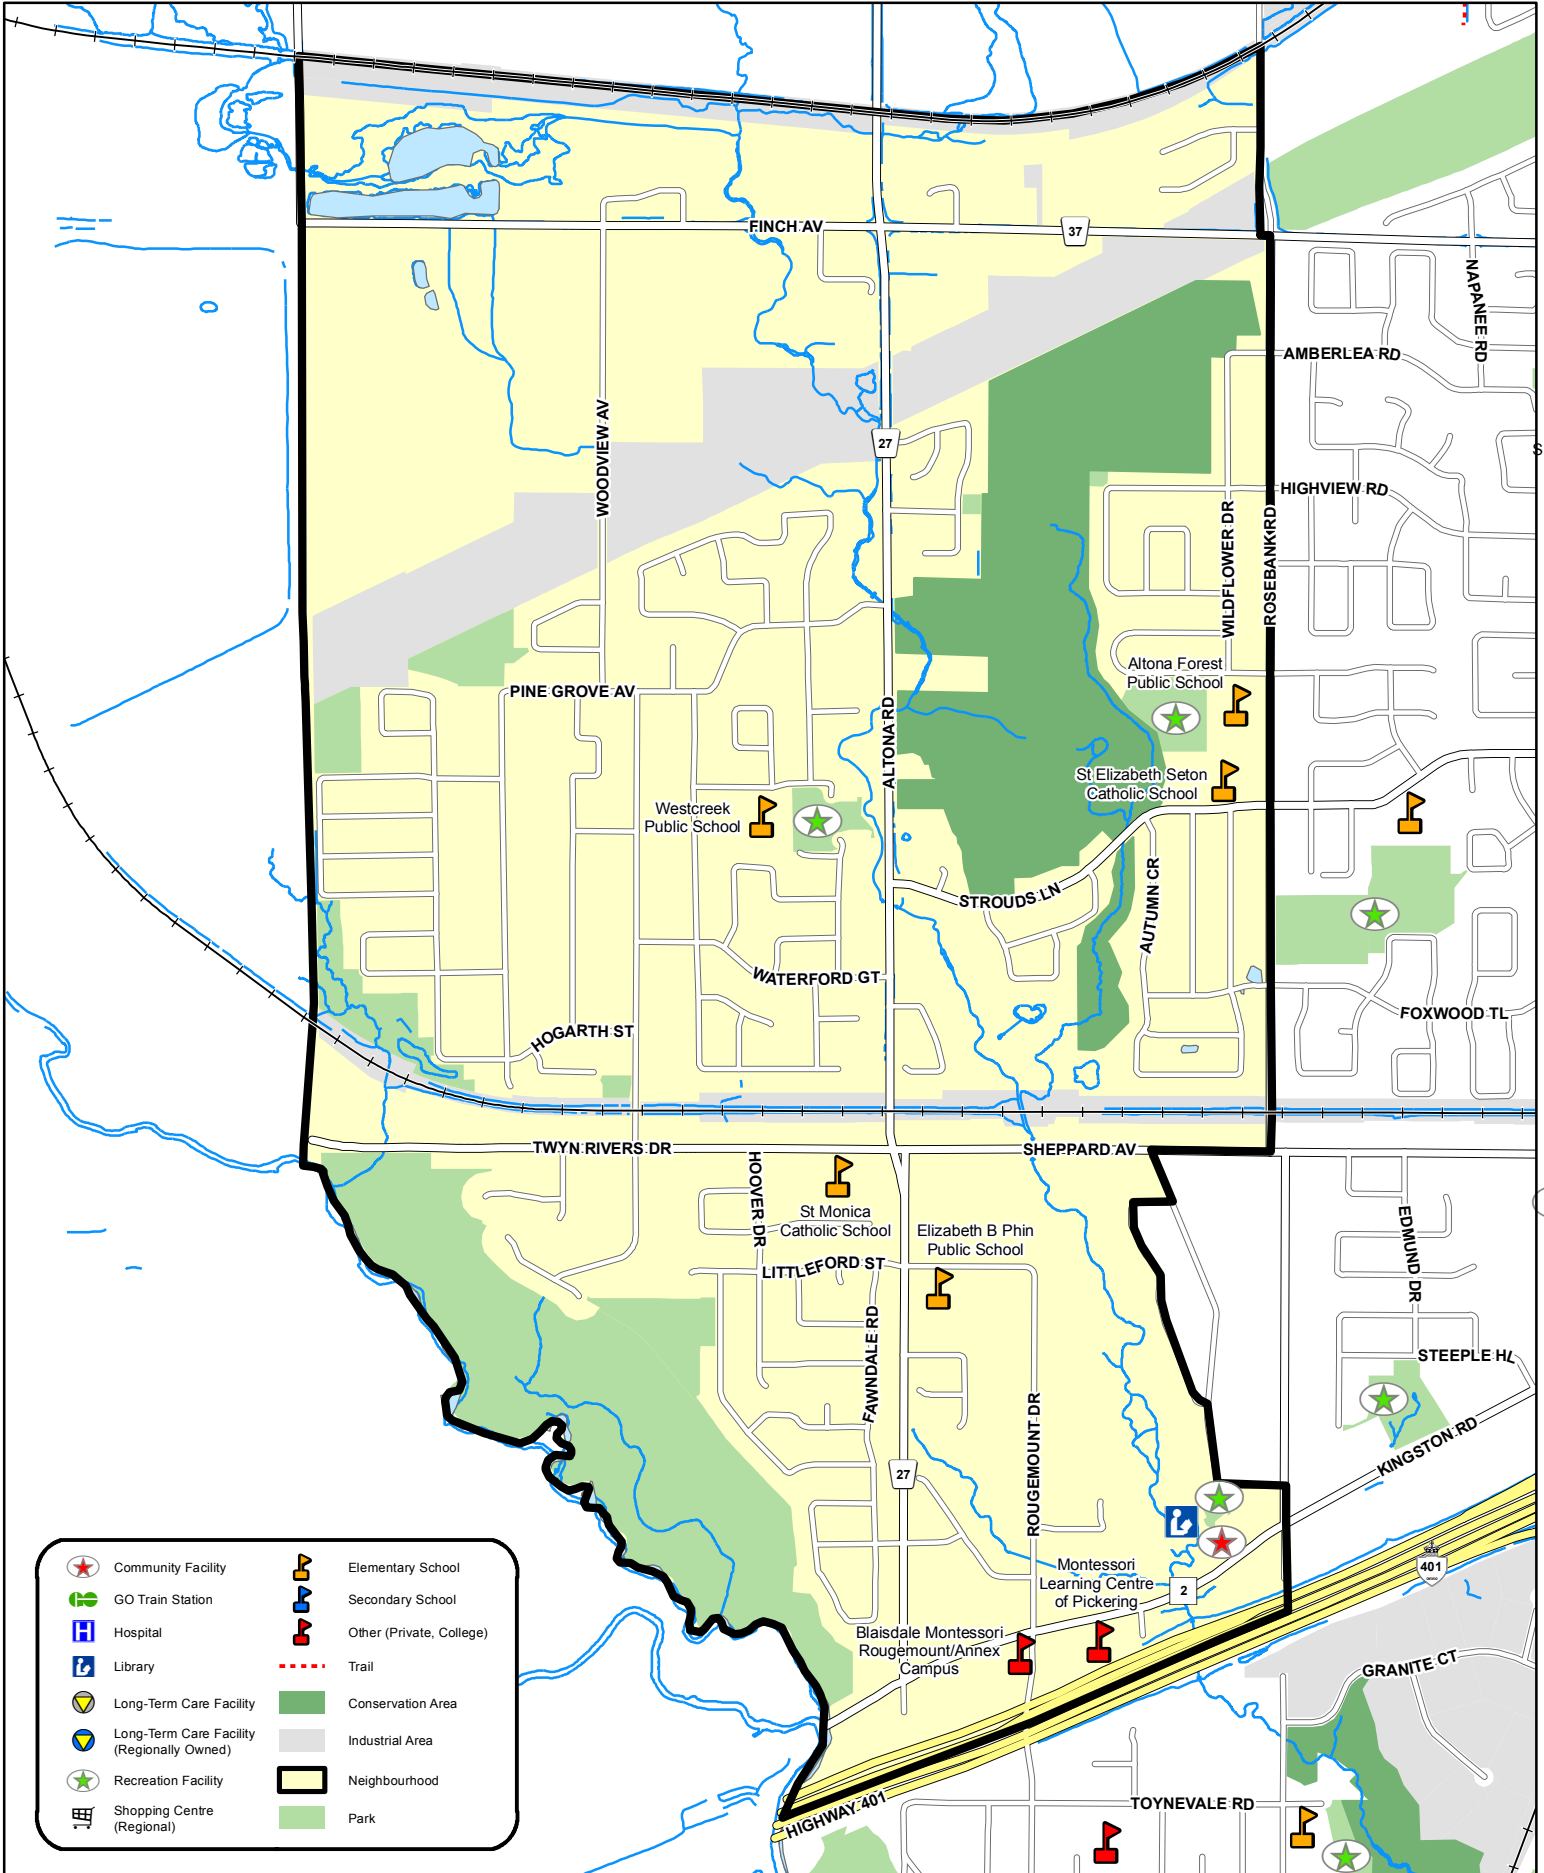 FINCH AV
37
NAPANEE RD
AMBERLEA RD
27
WOODVIEW AV
HIGHVIEW RD
WILDFLOWER DR
ROSEBANK RD
Altona Forest
Public School
PINE GROVE AV
ALTONA RD
St Elizabeth Seton
Catholic School
Westcreek
Public School
STROUDS LN
AUTUMN CR
WATERFORD GT
FOXWOOD TL
HOGARTH ST
TWYN RIVERS DR
SHEPPARD AV
HOOVER DR
St Monica
Catholic School
Elizabeth B Phin
Public School
EDMUND DR
LITTLEFORD ST
FAWNDALE RD
STEEPLE HL
ROUGEMOUNT DR
KINGSTON RD
27
Montessori
Learning Centre
of Pickering
2
401
Blaisdale Montessori
Rougemount/Annex
Campus
GRANITE CT
TOYNEVALE RD
HIGHWAY 401
Community Facility
GO Train Station
H
Hospital
Library
Long-Term Care Facility
Long-Term Care Facility
(Regionally Owned)
Recreation Facility
Shopping Centre
(Regional)
Elementary School
Secondary School
Other (Private, College)
Trail
Conservation Area
Industrial Area
Neighbourhood
Park